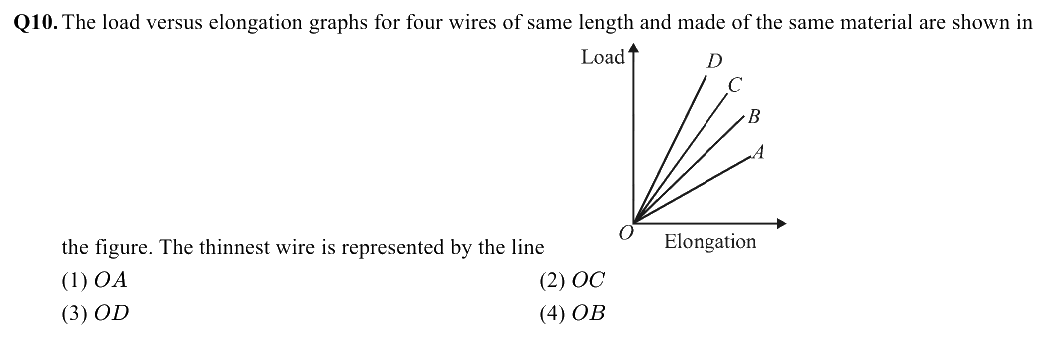 Q10. The load versus elongation graphs for four wires of same length and made of the same material are shown in
Load
D
C
B
A
O
Elongation
the figure. The thinnest wire is represented by the line
(1) OA (2) OC
(3) OD (4) OB